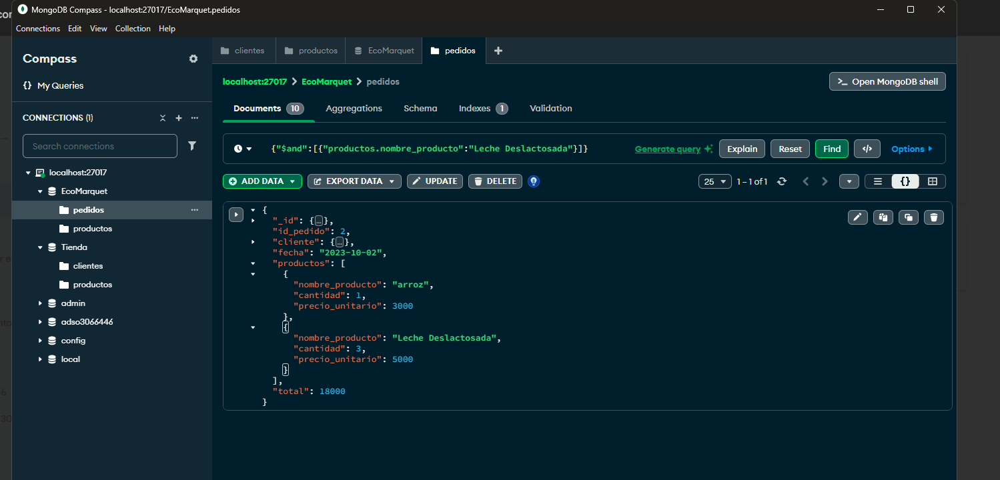 MongoDB Compass - localhost:27017/EcoMarquet.pedidos
Connections Edit View Collection Help
Compass
{} My Queries
CONNECTIONS (1)
Search connections
localhost:27017
EcoMarquet
pedidos
productos
Tienda
clientes
productos
admin
adso3066446
config
local
clientes productos EcoMarquet pedidos
localhost:27017 > EcoMarquet > pedidos
>_ Open MongoDB shell
Documents 10 Aggregations Schema Indexes 1 Validation
{"$and":[{"productos.nombre_producto":"Leche Deslactosada"}]}
Generate query Explain Reset Find </> Options
ADD DATA EXPORT DATA UPDATE DELETE
25 1 – 1 of 1 {}
{
"_id": {…},
"id_pedido": 2,
"cliente": {…},
"fecha": "2023-10-02",
"productos": [
{
"nombre_producto": "arroz",
"cantidad": 1,
"precio_unitario": 3000
},
{
"nombre_producto": "Leche Deslactosada",
"cantidad": 3,
"precio_unitario": 5000
}
],
"total": 18000
}